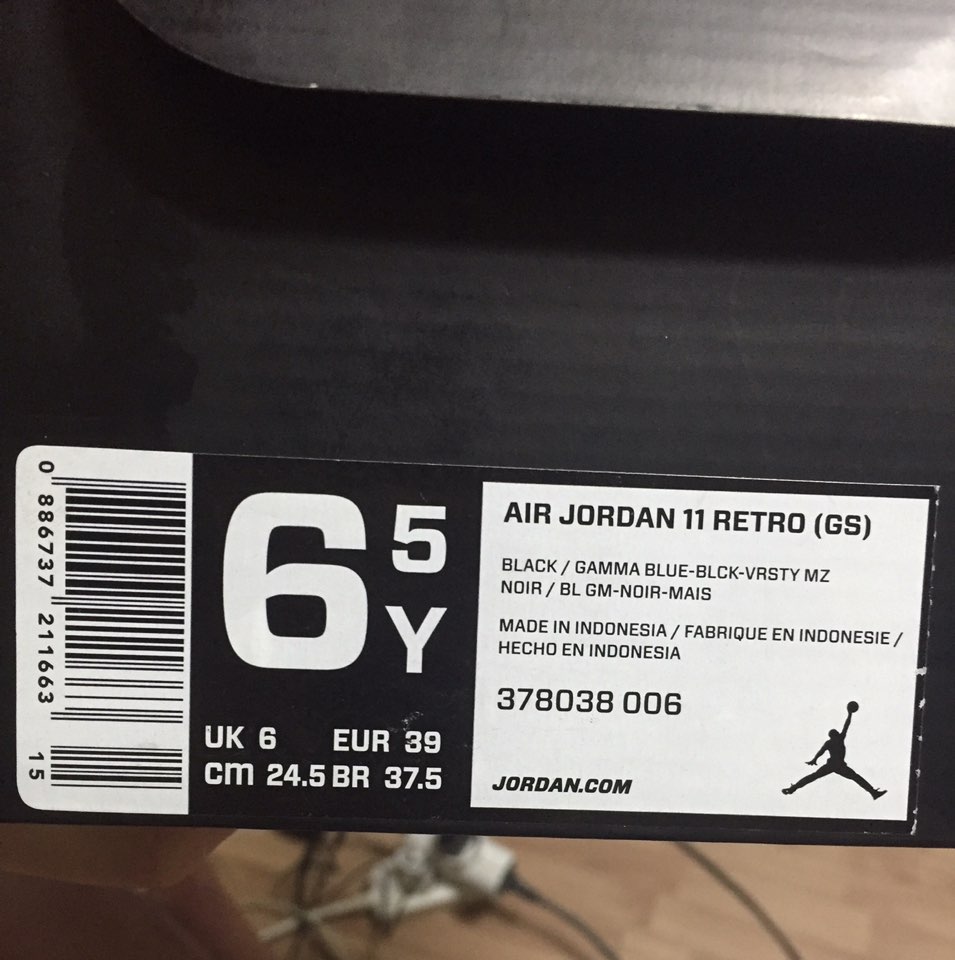 0 886737 211663 15
6 5
Y
UK 6 EUR 39
cm 24.5 BR 37.5
AIR JORDAN 11 RETRO (GS)
BLACK / GAMMA BLUE-BLCK-VRSTY MZ
NOIR / BL GM-NOIR-MAIS
MADE IN INDONESIA / FABRIQUE EN INDONESIE /
HECHO EN INDONESIA
378038 006
JORDAN.COM